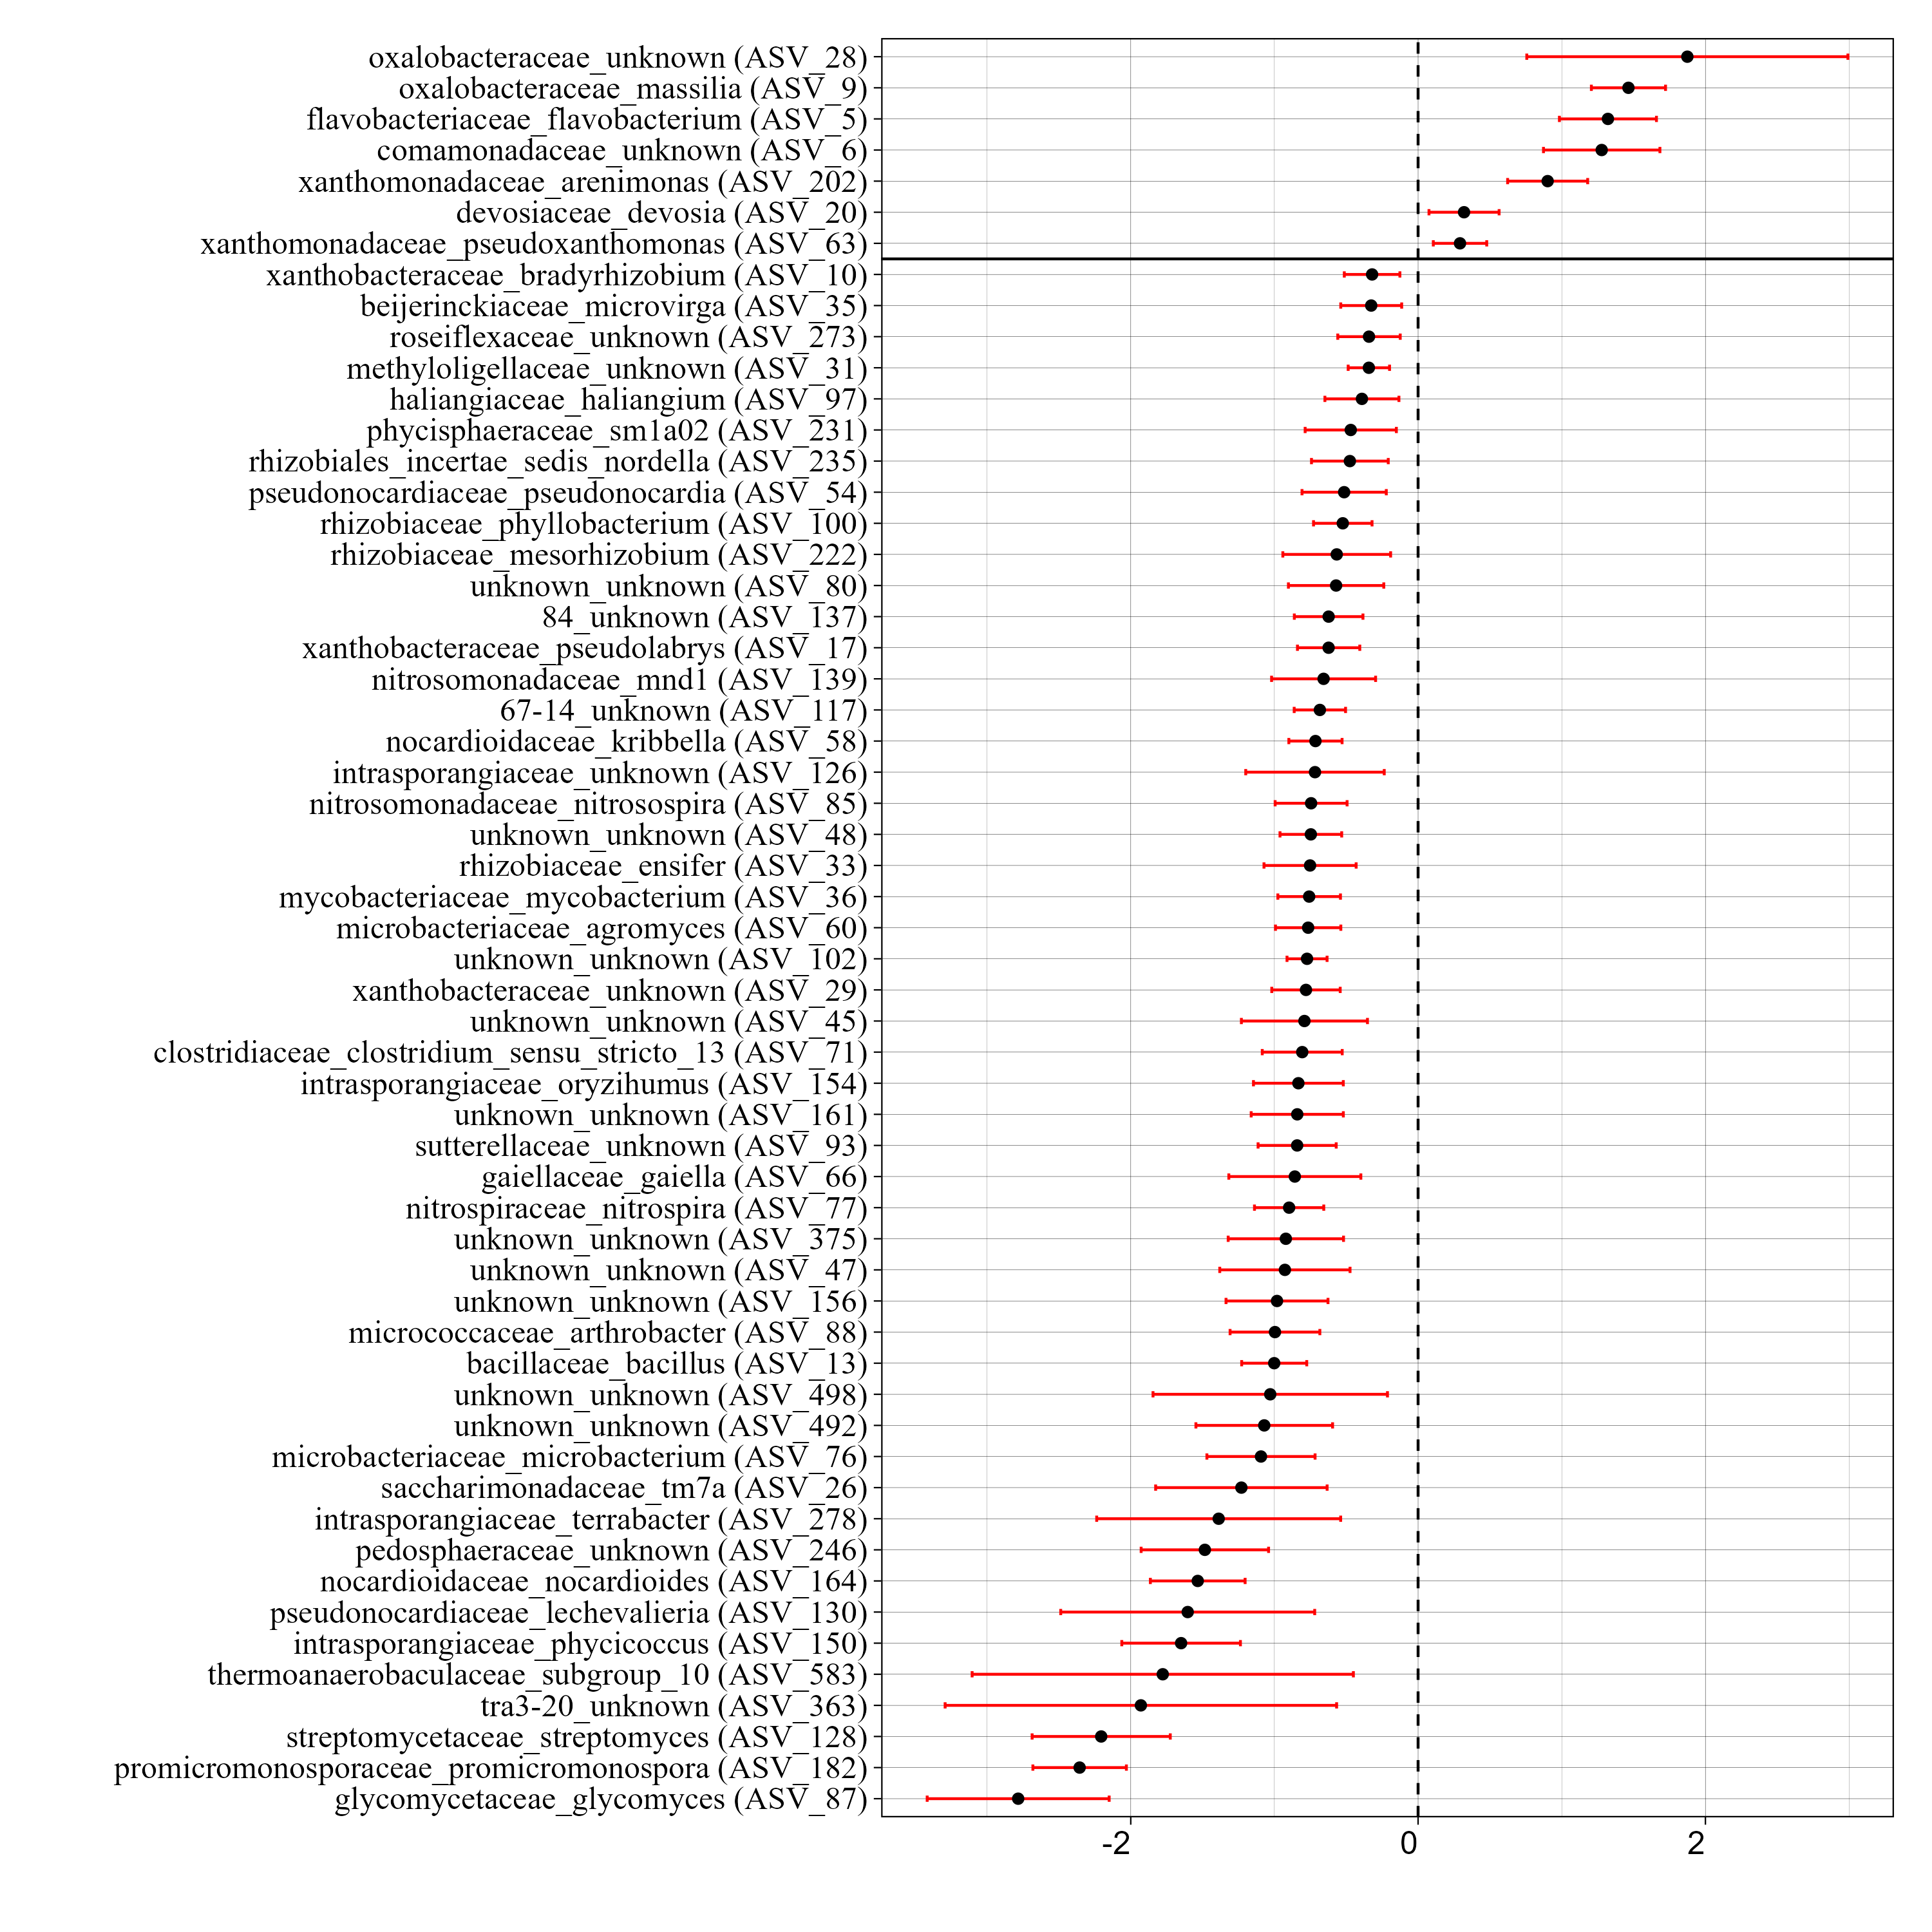 oxalobacteraceae_unknown (ASV_28)
oxalobacteraceae_massilia (ASV_9)
flavobacteriaceae_flavobacterium (ASV_5)
comamonadaceae_unknown (ASV_6)
xanthomonadaceae_arenimonas (ASV_202)
devosiaceae_devosia (ASV_20)
xanthomonadaceae_pseudoxanthomonas (ASV_63)
xanthobacteraceae_bradyrhizobium (ASV_10)
beijerinckiaceae_microvirga (ASV_35)
roseiflexaceae_unknown (ASV_273)
methyloligellaceae_unknown (ASV_31)
haliangiaceae_haliangium (ASV_97)
phycisphaeraceae_sm1a02 (ASV_231)
rhizobiales_incertae_sedis_nordella (ASV_235)
pseudonocardiaceae_pseudonocardia (ASV_54)
rhizobiaceae_phyllobacterium (ASV_100)
rhizobiaceae_mesorhizobium (ASV_222)
unknown_unknown (ASV_80)
84_unknown (ASV_137)
xanthobacteraceae_pseudolabrys (ASV_17)
nitrosomonadaceae_mnd1 (ASV_139)
67-14_unknown (ASV_117)
nocardioidaceae_kribbella (ASV_58)
intrasporangiaceae_unknown (ASV_126)
nitrosomonadaceae_nitrosospira (ASV_85)
unknown_unknown (ASV_48)
rhizobiaceae_ensifer (ASV_33)
mycobacteriaceae_mycobacterium (ASV_36)
microbacteriaceae_agromyces (ASV_60)
unknown_unknown (ASV_102)
xanthobacteraceae_unknown (ASV_29)
unknown_unknown (ASV_45)
clostridiaceae_clostridium_sensu_stricto_13 (ASV_71)
intrasporangiaceae_oryzihumus (ASV_154)
unknown_unknown (ASV_161)
sutterellaceae_unknown (ASV_93)
gaiellaceae_gaiella (ASV_66)
nitrospiraceae_nitrospira (ASV_77)
unknown_unknown (ASV_375)
unknown_unknown (ASV_47)
unknown_unknown (ASV_156)
micrococcaceae_arthrobacter (ASV_88)
bacillaceae_bacillus (ASV_13)
unknown_unknown (ASV_498)
unknown_unknown (ASV_492)
microbacteriaceae_microbacterium (ASV_76)
saccharimonadaceae_tm7a (ASV_26)
intrasporangiaceae_terrabacter (ASV_278)
pedosphaeraceae_unknown (ASV_246)
nocardioidaceae_nocardioides (ASV_164)
pseudonocardiaceae_lechevalieria (ASV_130)
intrasporangiaceae_phycicoccus (ASV_150)
thermoanaerobaculaceae_subgroup_10 (ASV_583)
tra3-20_unknown (ASV_363)
streptomycetaceae_streptomyces (ASV_128)
promicromonosporaceae_promicromonospora (ASV_182)
glycomycetaceae_glycomyces (ASV_87)
-2 0 2